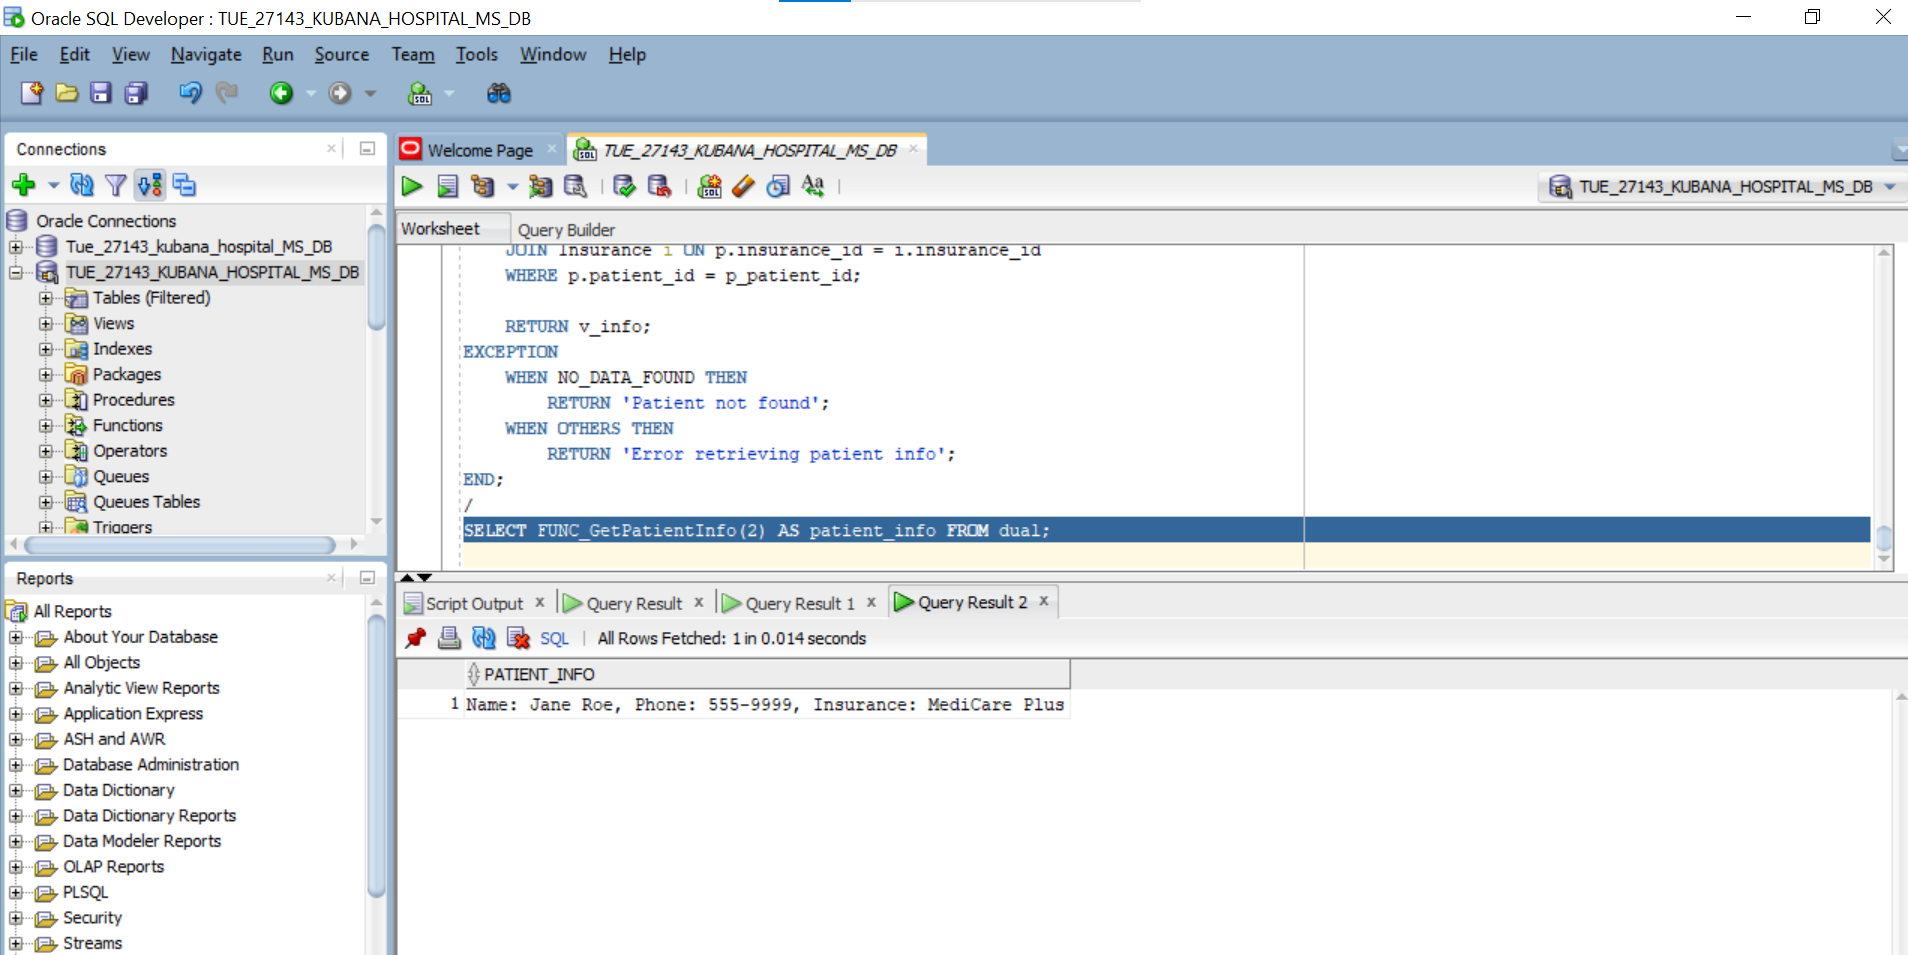 Oracle SQL Developer : TUE_27143_KUBANA_HOSPITAL_MS_DB
File Edit View Navigate Run Source Team Tools Window Help
SQL
Connections
Oracle Connections
Tue_27143_kubana_hospital_MS_DB
TUE_27143_KUBANA_HOSPITAL_MS_DB
Tables (Filtered)
Views
Indexes
Packages
Procedures
Functions
Operators
Queues
Queues Tables
Triggers
Reports
All Reports
About Your Database
All Objects
Analytic View Reports
Application Express
ASH and AWR
Database Administration
Data Dictionary
Data Dictionary Reports
Data Modeler Reports
OLAP Reports
PLSQL
Security
Streams
Welcome Page
SQL TUE_27143_KUBANA_HOSPITAL_MS_DB
SQL Aa TUE_27143_KUBANA_HOSPITAL_MS_DB
Worksheet Query Builder
JOIN Insurance i ON p.insurance_id = i.insurance_id
WHERE p.patient_id = p_patient_id;
RETURN v_info;
EXCEPTION
WHEN NO_DATA_FOUND THEN
RETURN 'Patient not found';
WHEN OTHERS THEN
RETURN 'Error retrieving patient info';
END;
/
SELECT FUNC_GetPatientInfo(2) AS patient_info FROM dual;
Script Output x Query Result x Query Result 1 x Query Result 2 x
SQL | All Rows Fetched: 1 in 0.014 seconds
PATIENT_INFO
1 Name: Jane Roe, Phone: 555-9999, Insurance: MediCare Plus